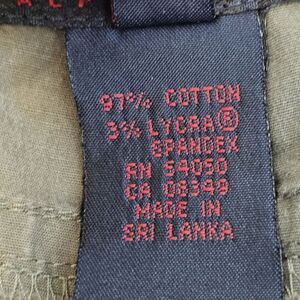 97% COTTON
3% LYCRA®
SPANDEX
RN 54050
CA 08349
MADE IN
SRI LANKA